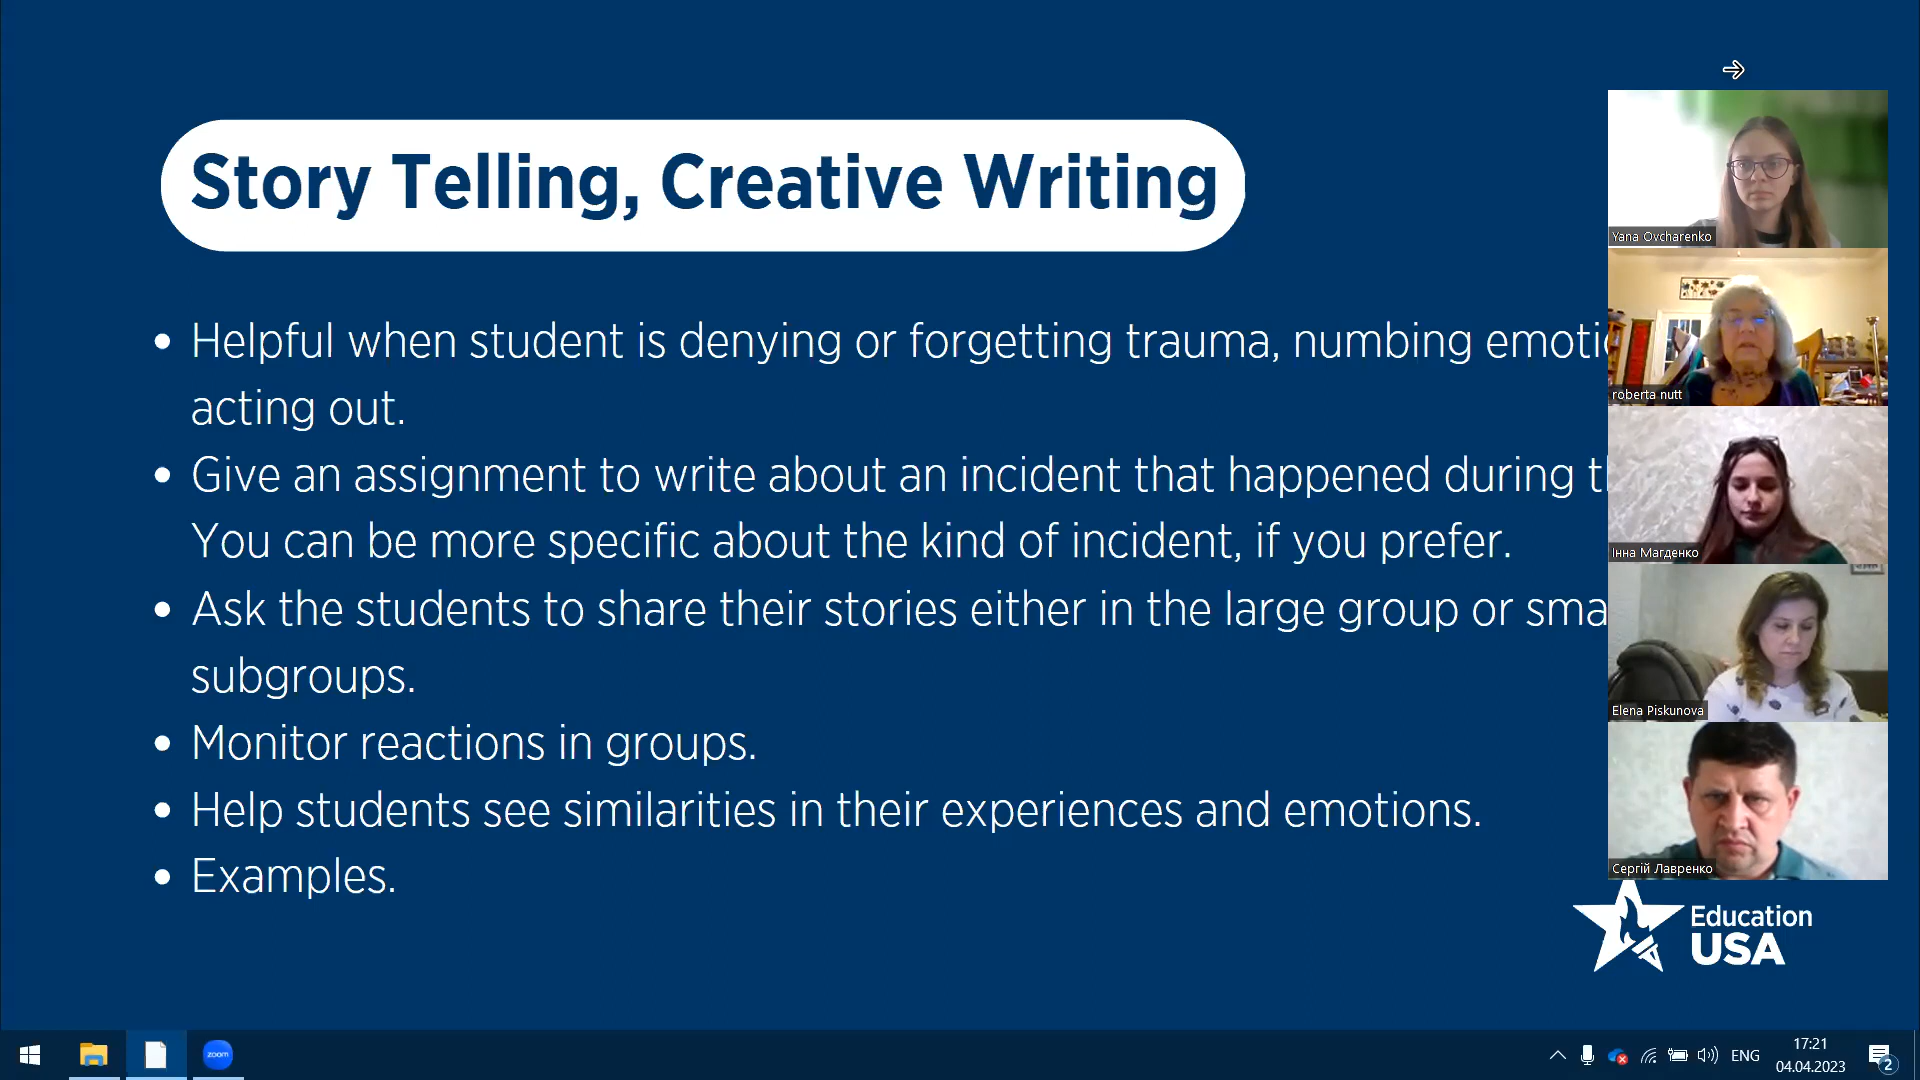 Story Telling, Creative Writing
Helpful when student is denying or forgetting trauma, numbing
acting out.
Give an assignment to write about an incident that happened during
You can be more specific about the kind of incident, if you prefer.
Ask the students to share their stories either in the large group or
subgroups.
Monitor reactions in groups.
Help students see similarities in their experiences and emotions.
Examples.
Yana Ovcharenko
roberta nutt
Інна Магденко
Elena Piskunova
Сергій Лавренко
Education
USA
zoom
ENG
17:21
04.04.2023
2